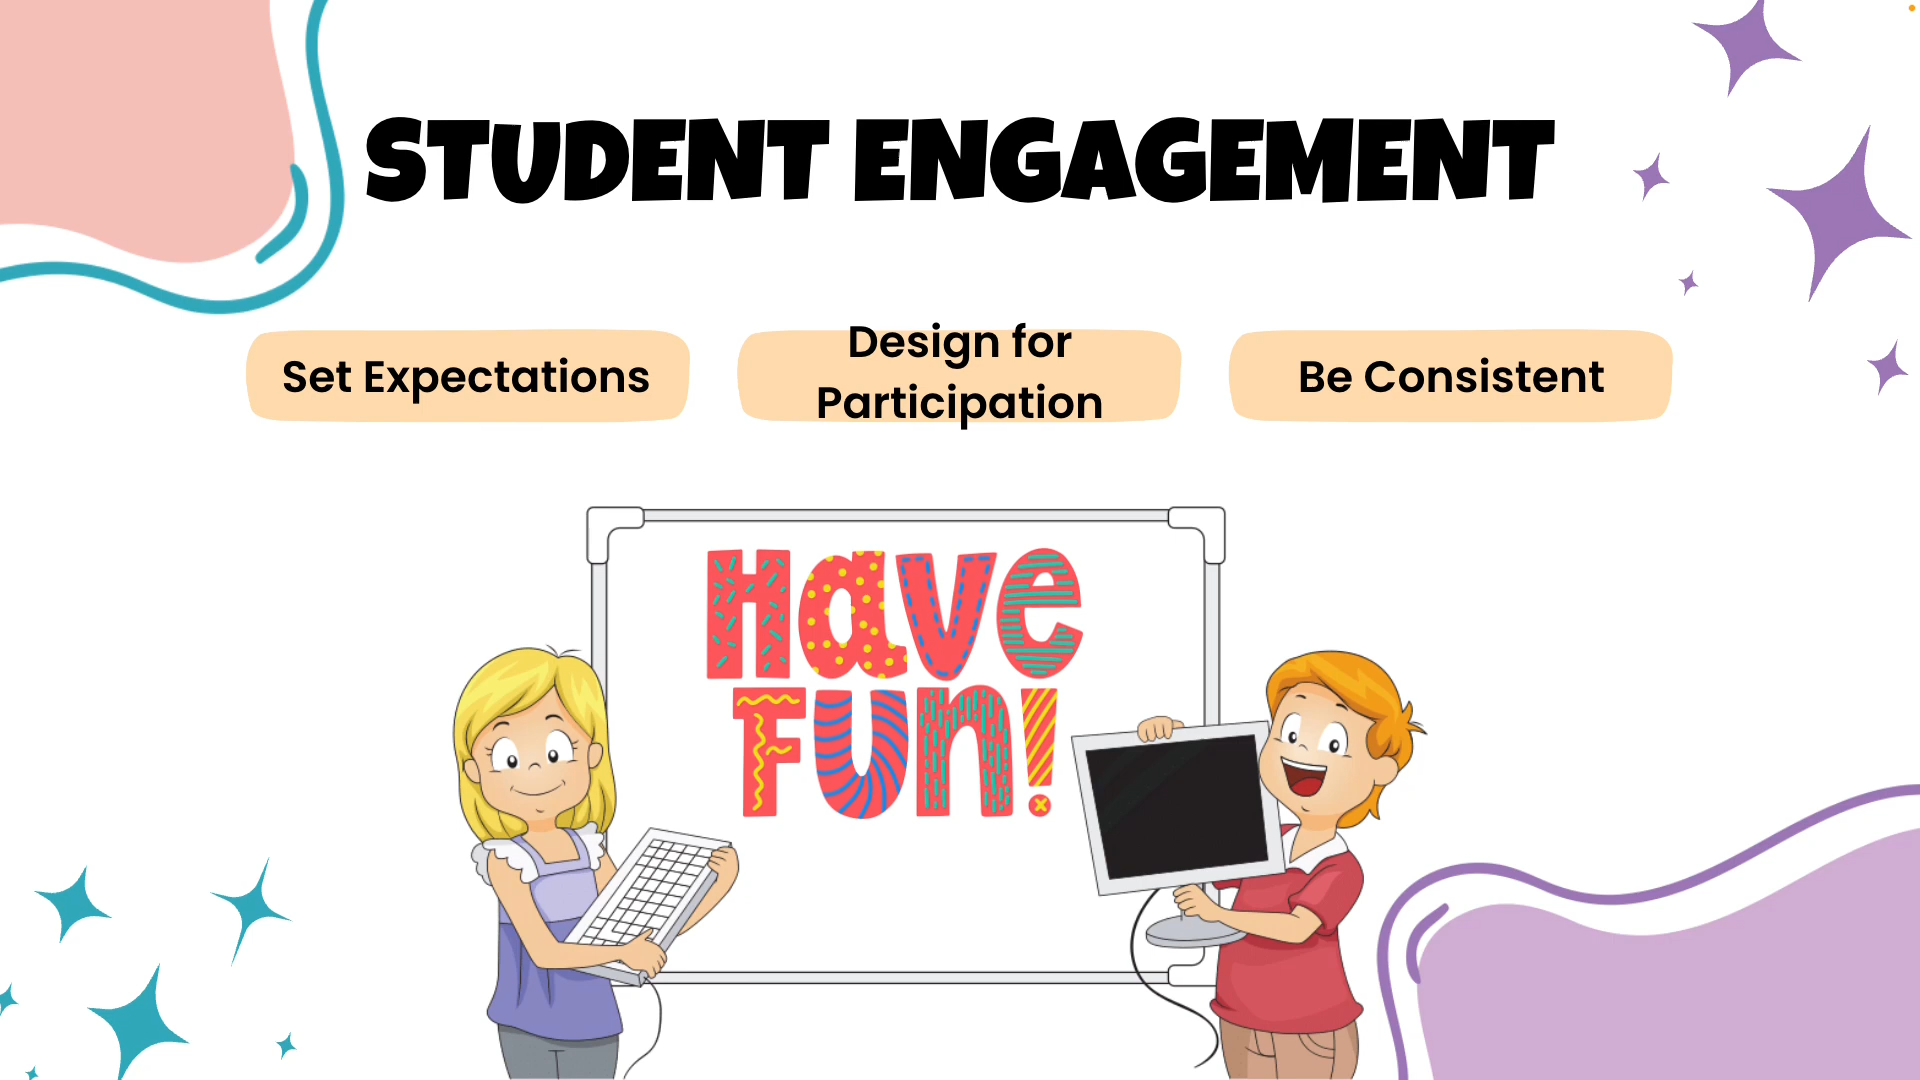 STUDENT ENGAGEMENT
Set Expectations
Design for
Participation
Be Consistent
Have
Fun!